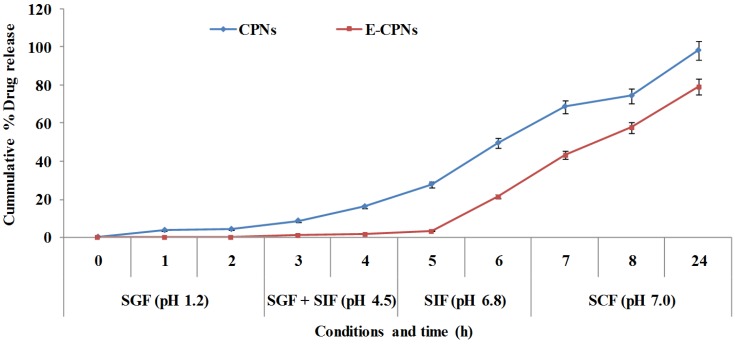 CPNs E-CPNs
Cummulative % Drug release
120
100
80
60
40
20
0
0 1 2 3 4 5 6 7 8 24
SGF (pH 1.2) SGF + SIF (pH 4.5) SIF (pH 6.8) SCF (pH 7.0)
Conditions and time (h)